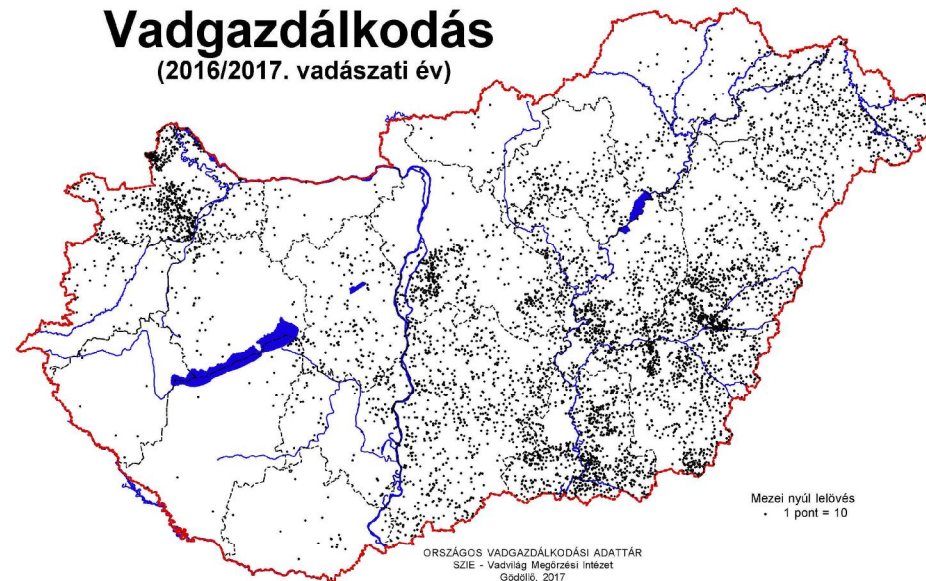 Vadgazdálkodás
(2016/2017. vadászati év)
Mezei nyúl lelövés
1 pont = 10
ORSZÁGOS VADGAZDÁLKODÁSI ADATTÁR
SZIE - Vadvilág Megőrzési Intézet
Gödöllő, 2017